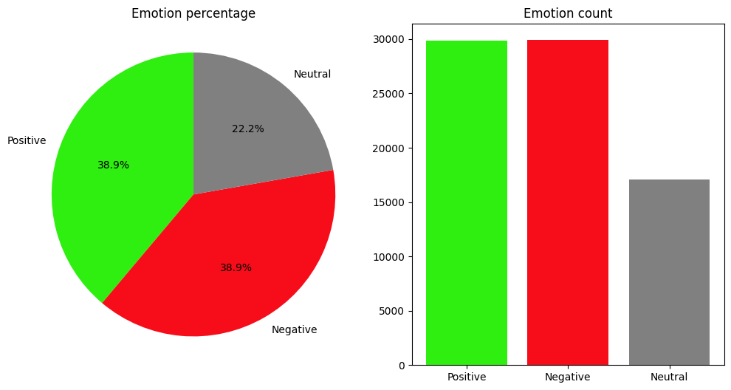 Emotion percentage
Neutral
22.2%
Positive
38.9%
38.9%
Negative
Emotion count
30000
25000
20000
15000
10000
5000
0
Positive Negative Neutral